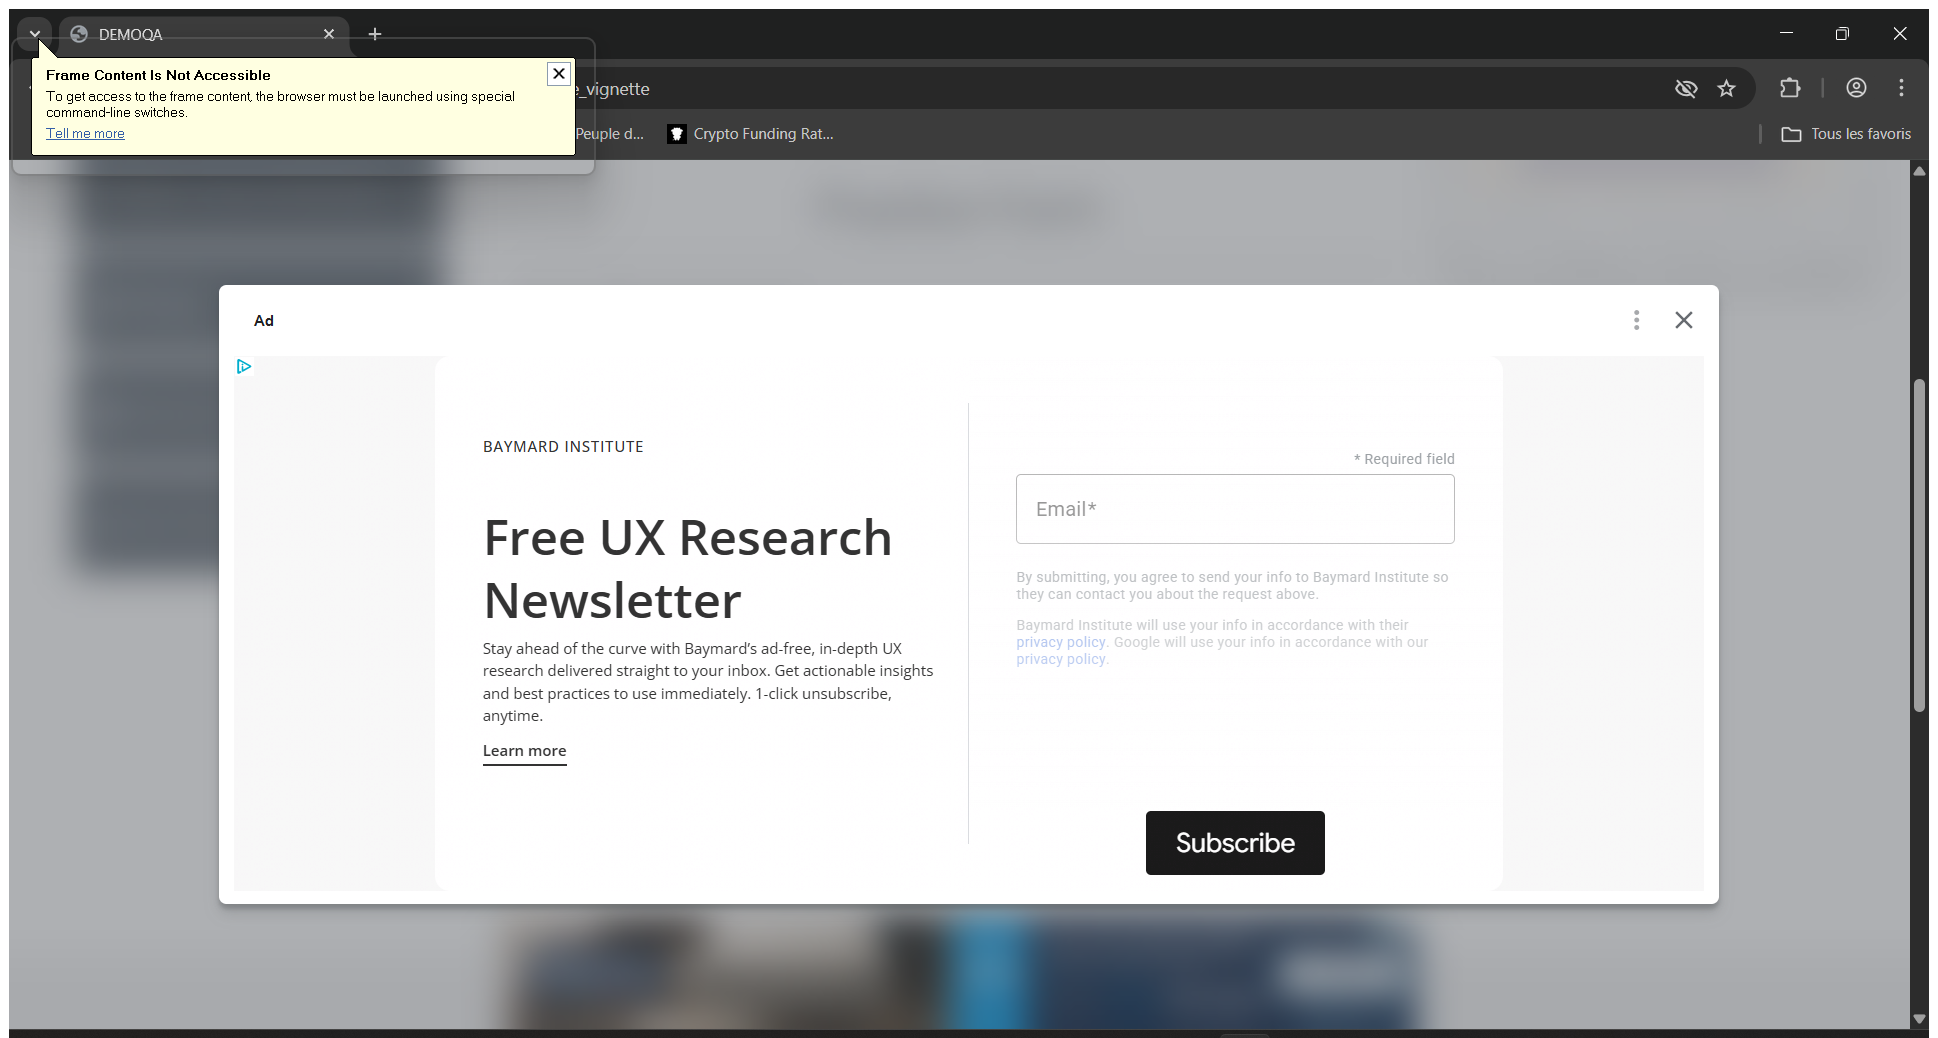 DEMOQA
Frame Content Is Not Accessible
To get access to the frame content, the browser must be launched using special
command-line switches.
Tell me more
_vignette
Peuple d...
Crypto Funding Rat...
Tous les favoris
Ad
BAYMARD INSTITUTE
Free UX Research
Newsletter
Stay ahead of the curve with Baymard's ad-free, in-depth UX
research delivered straight to your inbox. Get actionable insights
and best practices to use immediately. 1-click unsubscribe,
anytime.
Learn more
* Required field
Email*
By submitting, you agree to send your info to Baymard Institute so
they can contact you about the request above.
Baymard Institute will use your info in accordance with their
privacy policy. Google will use your info in accordance with our
privacy policy.
Subscribe